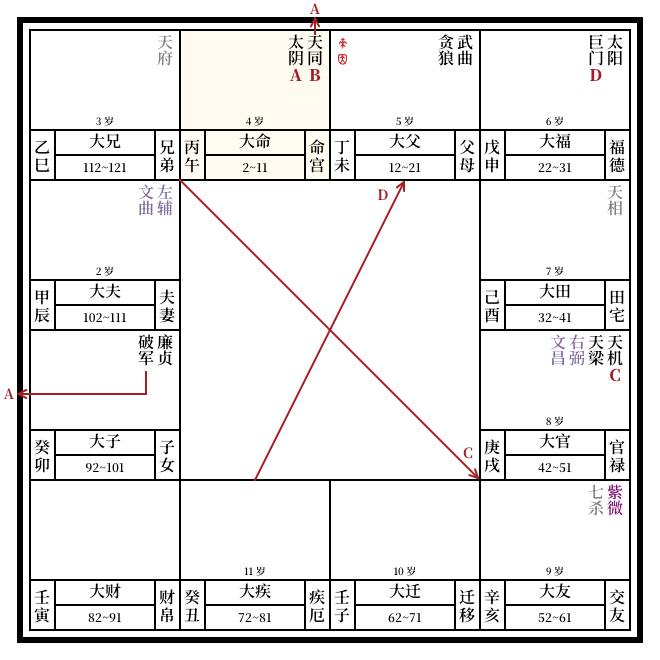 A
天府
3 岁
乙巳
大兄
112~121
兄弟
太阴
A
天同
B
4 岁
丙午
大命
2~11
命宫
贪狼
武曲
5 岁
丁未
大父
12~21
父母
巨门
D
太阳
6 岁
戊申
大福
22~31
福德
文曲
左辅
2 岁
甲辰
大夫
102~111
夫妻
D
天相
7 岁
己酉
大田
32~41
田宅
破军
廉贞
A
癸卯
大子
92~101
子女
C
文昌
右弼
天梁
天机
C
8 岁
庚戌
大官
42~51
官禄
壬寅
大财
82~91
财帛
11 岁
癸丑
大疾
72~81
疾厄
10 岁
壬子
大迁
62~71
迁移
七杀
紫微
9 岁
辛亥
大友
52~61
交友